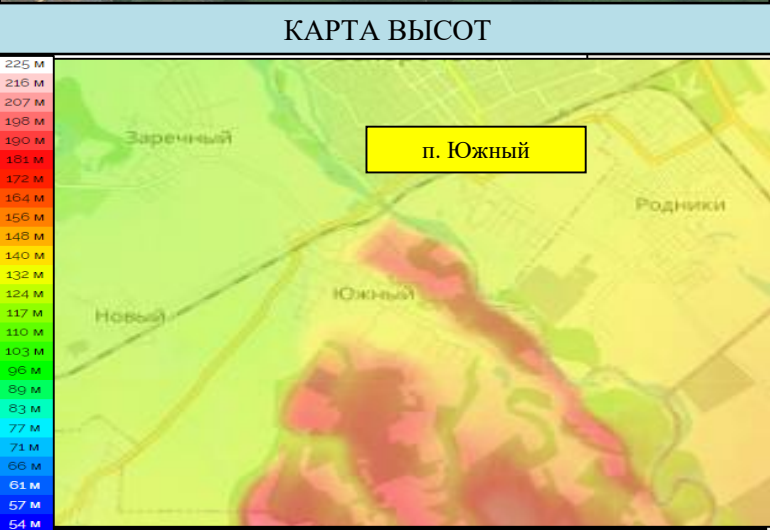 КАРТА ВЫСОТ
225 м
216 м
207 м
198 м
190 м
181 м
172 м
164 м
156 м
148 м
140 м
132 м
124 м
117 м
110 м
103 м
96 м
89 м
83 м
77 м
71 м
66 м
61 м
57 м
54 м
Заречный
п. Южный
Родники
Южный
Новый